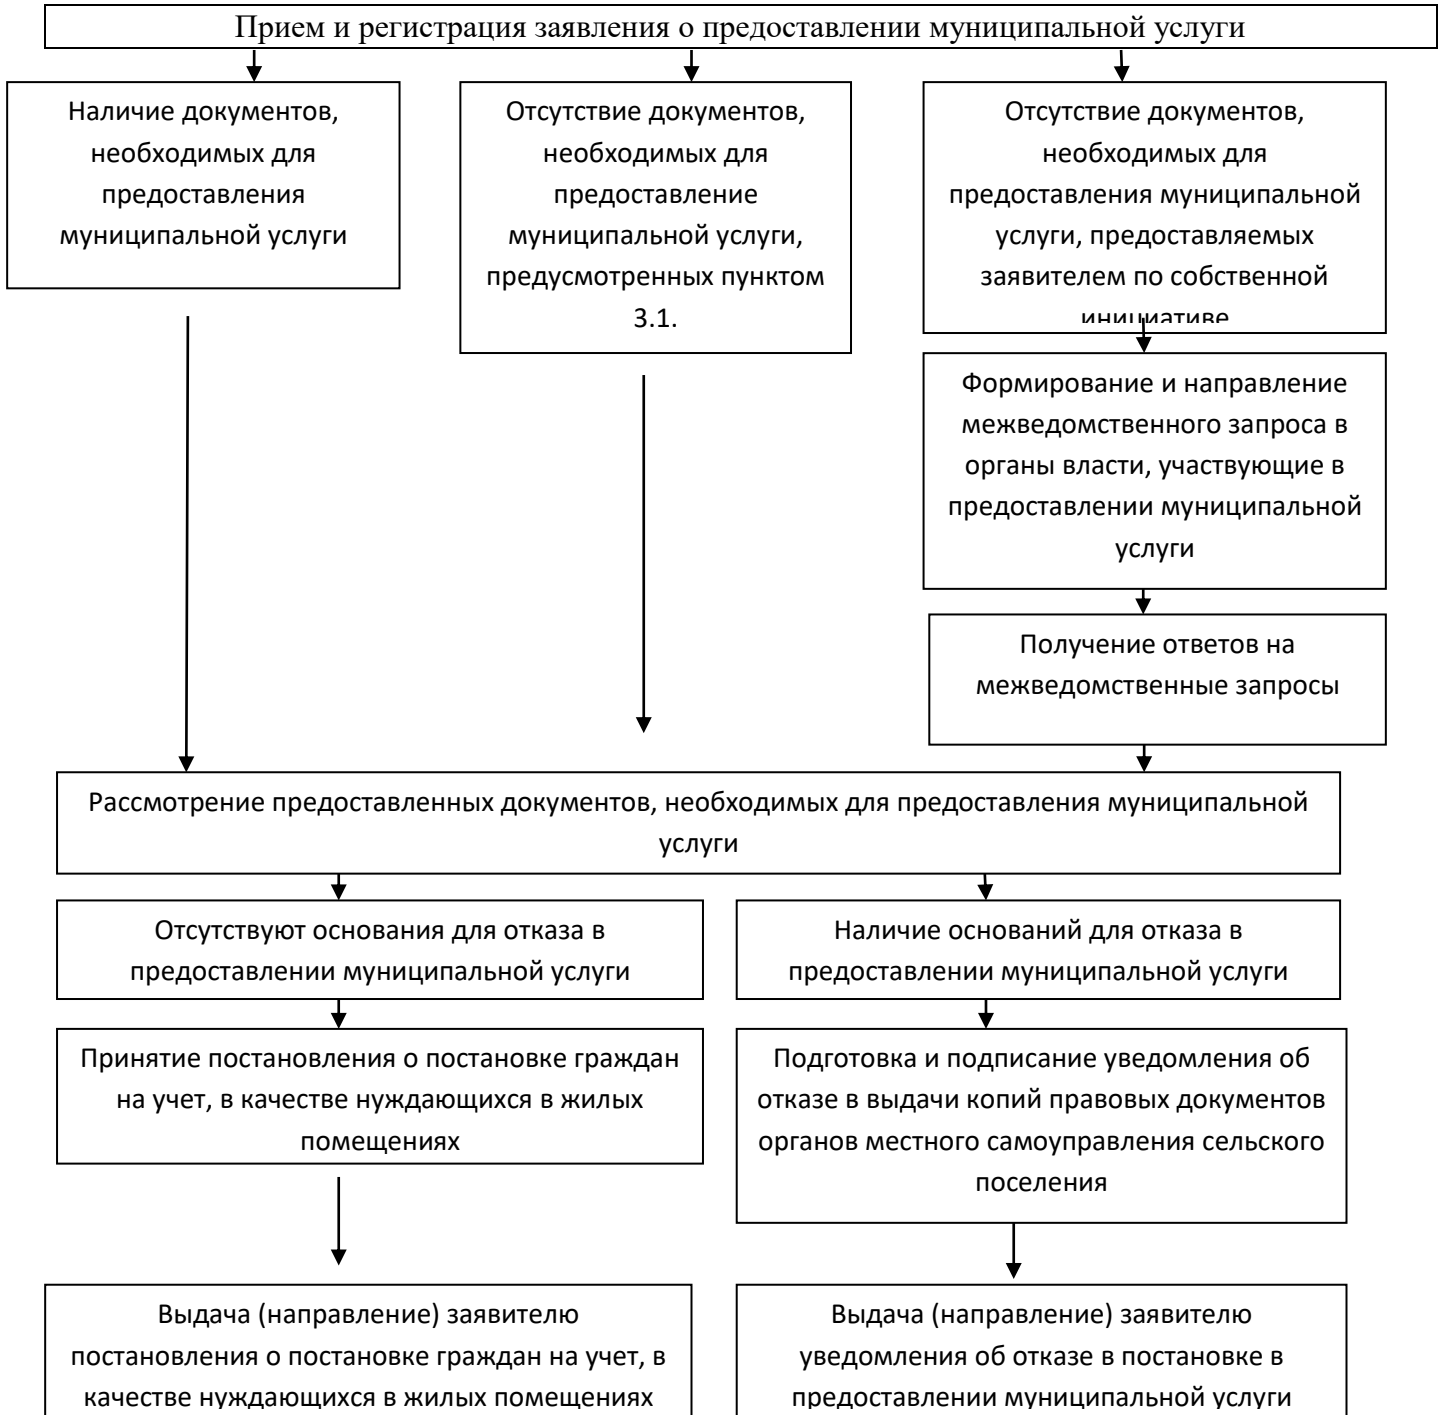 Прием и регистрация заявления о предоставлении муниципальной услуги
Наличие документов,
необходимых для
предоставления
муниципальной услуги
Отсутствие документов,
необходимых для
предоставление
муниципальной услуги,
предусмотренных пунктом
3.1.
Отсутствие документов,
необходимых для
предоставления муниципальной
услуги, предоставляемых
заявителем по собственной
инициативе
Формирование и направление
межведомственного запроса в
органы власти, участвующие в
предоставлении муниципальной
услуги
Получение ответов на
межведомственные запросы
Рассмотрение предоставленных документов, необходимых для предоставления муниципальной
услуги
Отсутствуют основания для отказа в
предоставлении муниципальной услуги
Наличие оснований для отказа в
предоставлении муниципальной услуги
Принятие постановления о постановке граждан
на учет, в качестве нуждающихся в жилых
помещениях
Подготовка и подписание уведомления об
отказе в выдачи копий правовых документов
органов местного самоуправления сельского
поселения
Выдача (направление) заявителю
постановления о постановке граждан на учет, в
качестве нуждающихся в жилых помещениях
Выдача (направление) заявителю
уведомления об отказе в постановке в
предоставлении муниципальной услуги